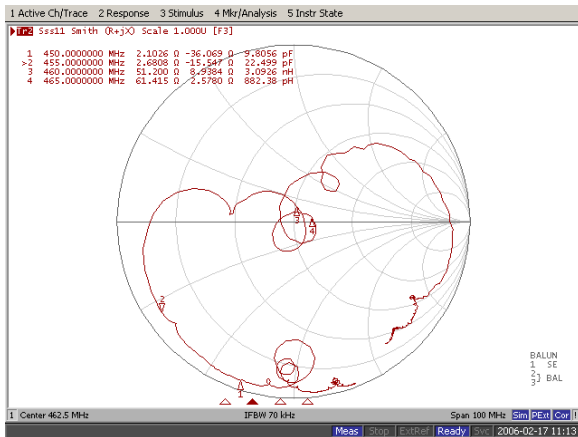 1 Active Ch/Trace 2 Response 3 Stimulus 4 Mkr/Analysis 5 Instr State
Tr2 Sss11 Smith (R+jX) Scale 1.000U [F3]
1 450.0000000 MHz 2.1026 Ω -36.069 Ω 9.8056 pF
>2 455.0000000 MHz 2.6808 Ω -15.547 Ω 22.499 pF
3 460.0000000 MHz 51.200 Ω 8.9384 Ω 3.0926 nH
4 465.0000000 MHz 61.415 Ω 2.5780 Ω 882.38 pH
3
4
2
1
BALUN
1 SE
2
3 ] BAL
1 Center 462.5 MHz IFBW 70 kHz Span 100 MHz Sim PExt Cor !
Meas Stop ExtRef Ready Svc 2006-02-17 11:13